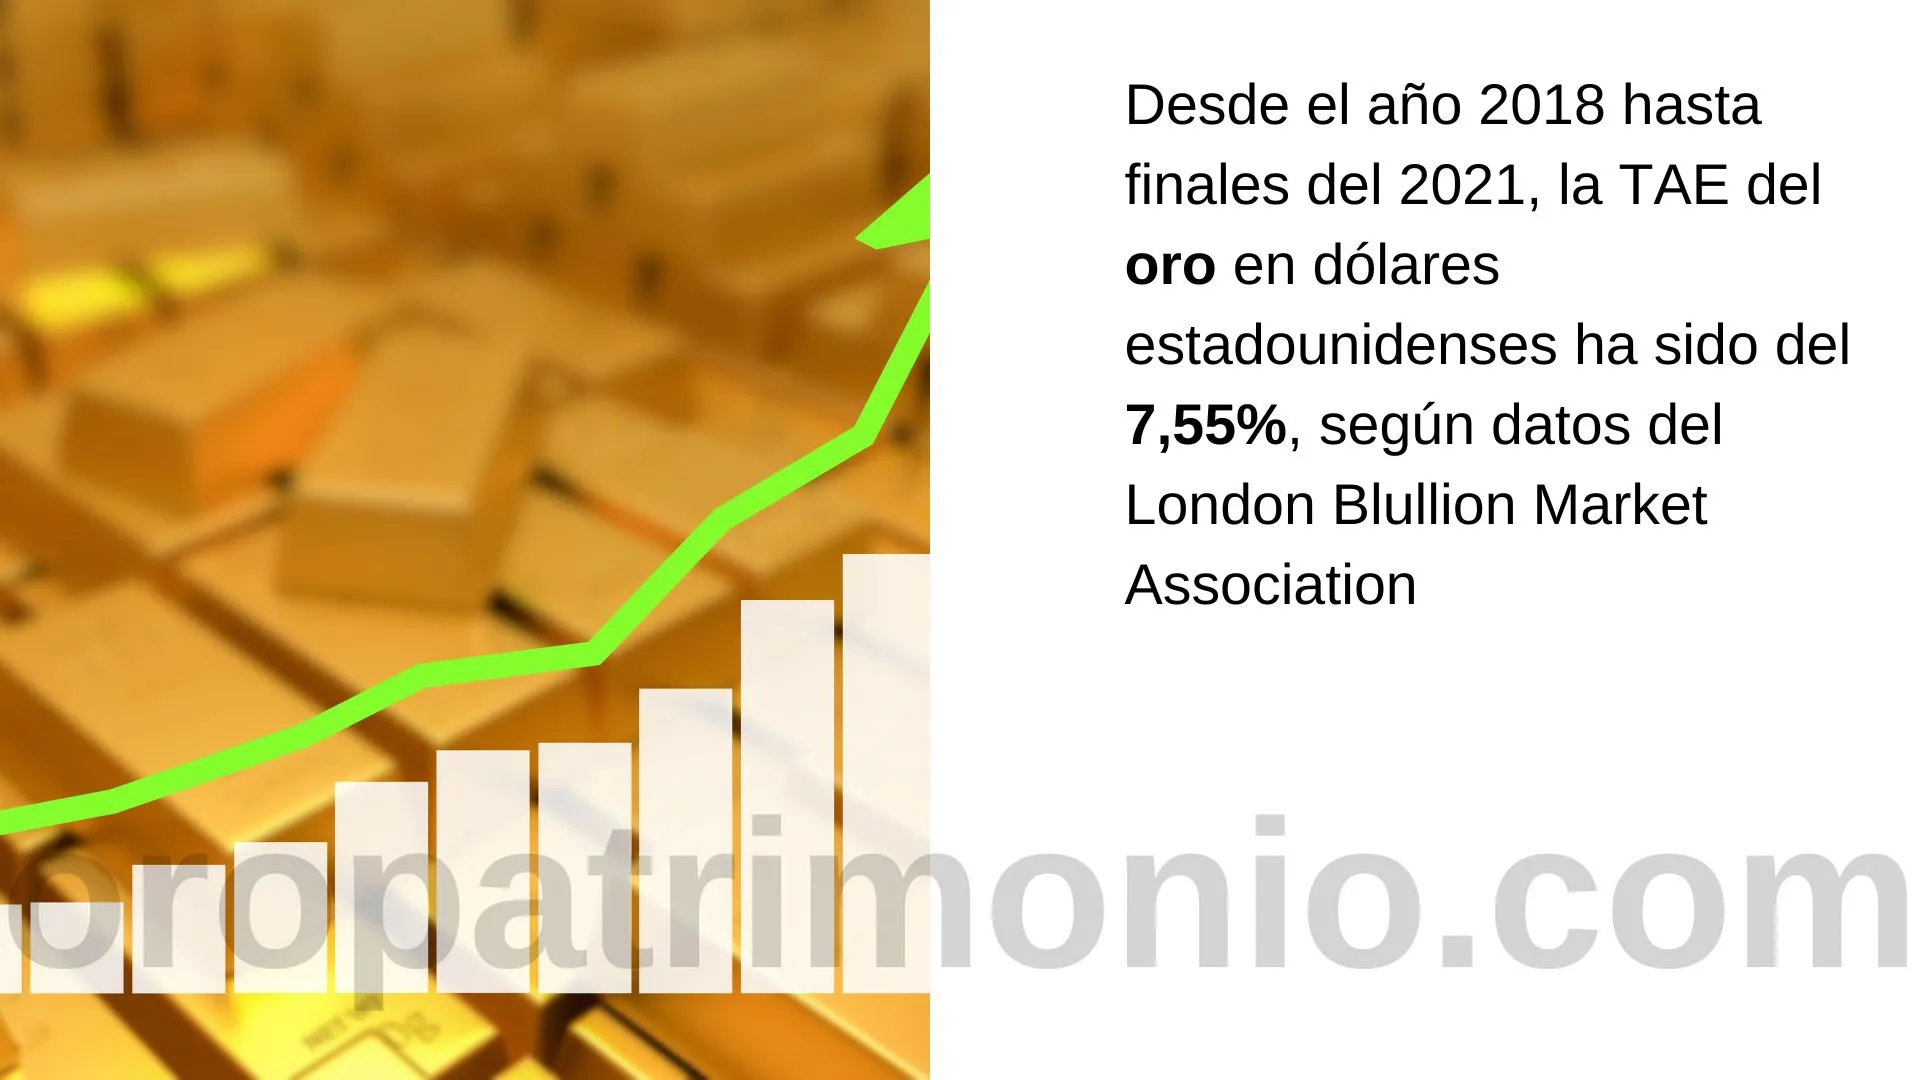 Desde el año 2018 hasta
finales del 2021, la TAE del
oro en dólares
estadounidenses ha sido del
7,55%, según datos del
London Blullion Market
Association
oropatrimonio.com